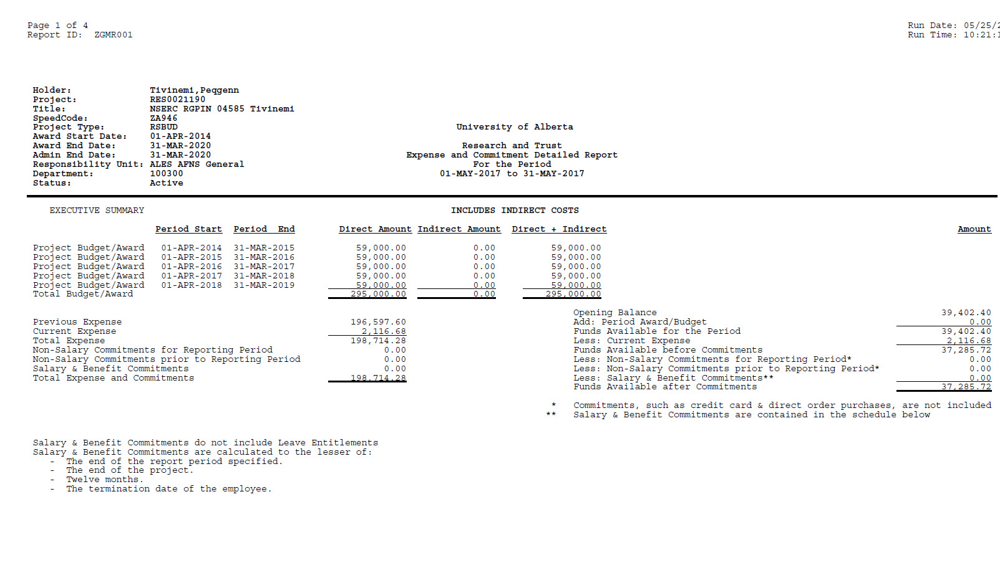 Page 1 of 4
Run Date: 05/25/2
Report ID: ZGMR001
Run Time: 10:21:1
Holder: Tivinemi,Peqgenn
Project: RES0021190
Title: NSERC RGPIN 04585 Tivinemi
SpeedCode: ZA946
Project Type: RSBUD
University of Alberta
Award Start Date: 01-APR-2014
Award End Date: 31-MAR-2020
Research and Trust
Admin End Date: 31-MAR-2020
Expense and Commitment Detailed Report
Responsibility Unit: ALES AFNS General
For the Period
Department: 100300
01-MAY-2017 to 31-MAY-2017
Status: Active
EXECUTIVE SUMMARY
INCLUDES INDIRECT COSTS
Period Start Period End Direct Amount Indirect Amount Direct + Indirect Amount
Project Budget/Award 01-APR-2014 31-MAR-2015 59,000.00 0.00 59,000.00
Project Budget/Award 01-APR-2015 31-MAR-2016 59,000.00 0.00 59,000.00
Project Budget/Award 01-APR-2016 31-MAR-2017 59,000.00 0.00 59,000.00
Project Budget/Award 01-APR-2017 31-MAR-2018 59,000.00 0.00 59,000.00
Project Budget/Award 01-APR-2018 31-MAR-2019 59,000.00 0.00 59,000.00
Total Budget/Award 295,000.00 0.00 295,000.00
Previous Expense 196,597.60
Current Expense 2,116.68
Total Expense 198,714.28
Non-Salary Commitments for Reporting Period 0.00
Non-Salary Commitments prior to Reporting Period 0.00
Salary & Benefit Commitments 0.00
Total Expense and Commitments 198,714.28
Opening Balance 39,402.40
Add: Period Award/Budget 0.00
Funds Available for the Period 39,402.40
Less: Current Expense 2,116.68
Funds Available before Commitments 37,285.72
Less: Non-Salary Commitments for Reporting Period* 0.00
Less: Non-Salary Commitments prior to Reporting Period* 0.00
Less: Salary & Benefit Commitments** 0.00
Funds Available after Commitments 37,285.72
* Commitments, such as credit card & direct order purchases, are not included
** Salary & Benefit Commitments are contained in the schedule below
Salary & Benefit Commitments do not include Leave Entitlements
Salary & Benefit Commitments are calculated to the lesser of:
- The end of the report period specified.
- The end of the project.
- Twelve months.
- The termination date of the employee.